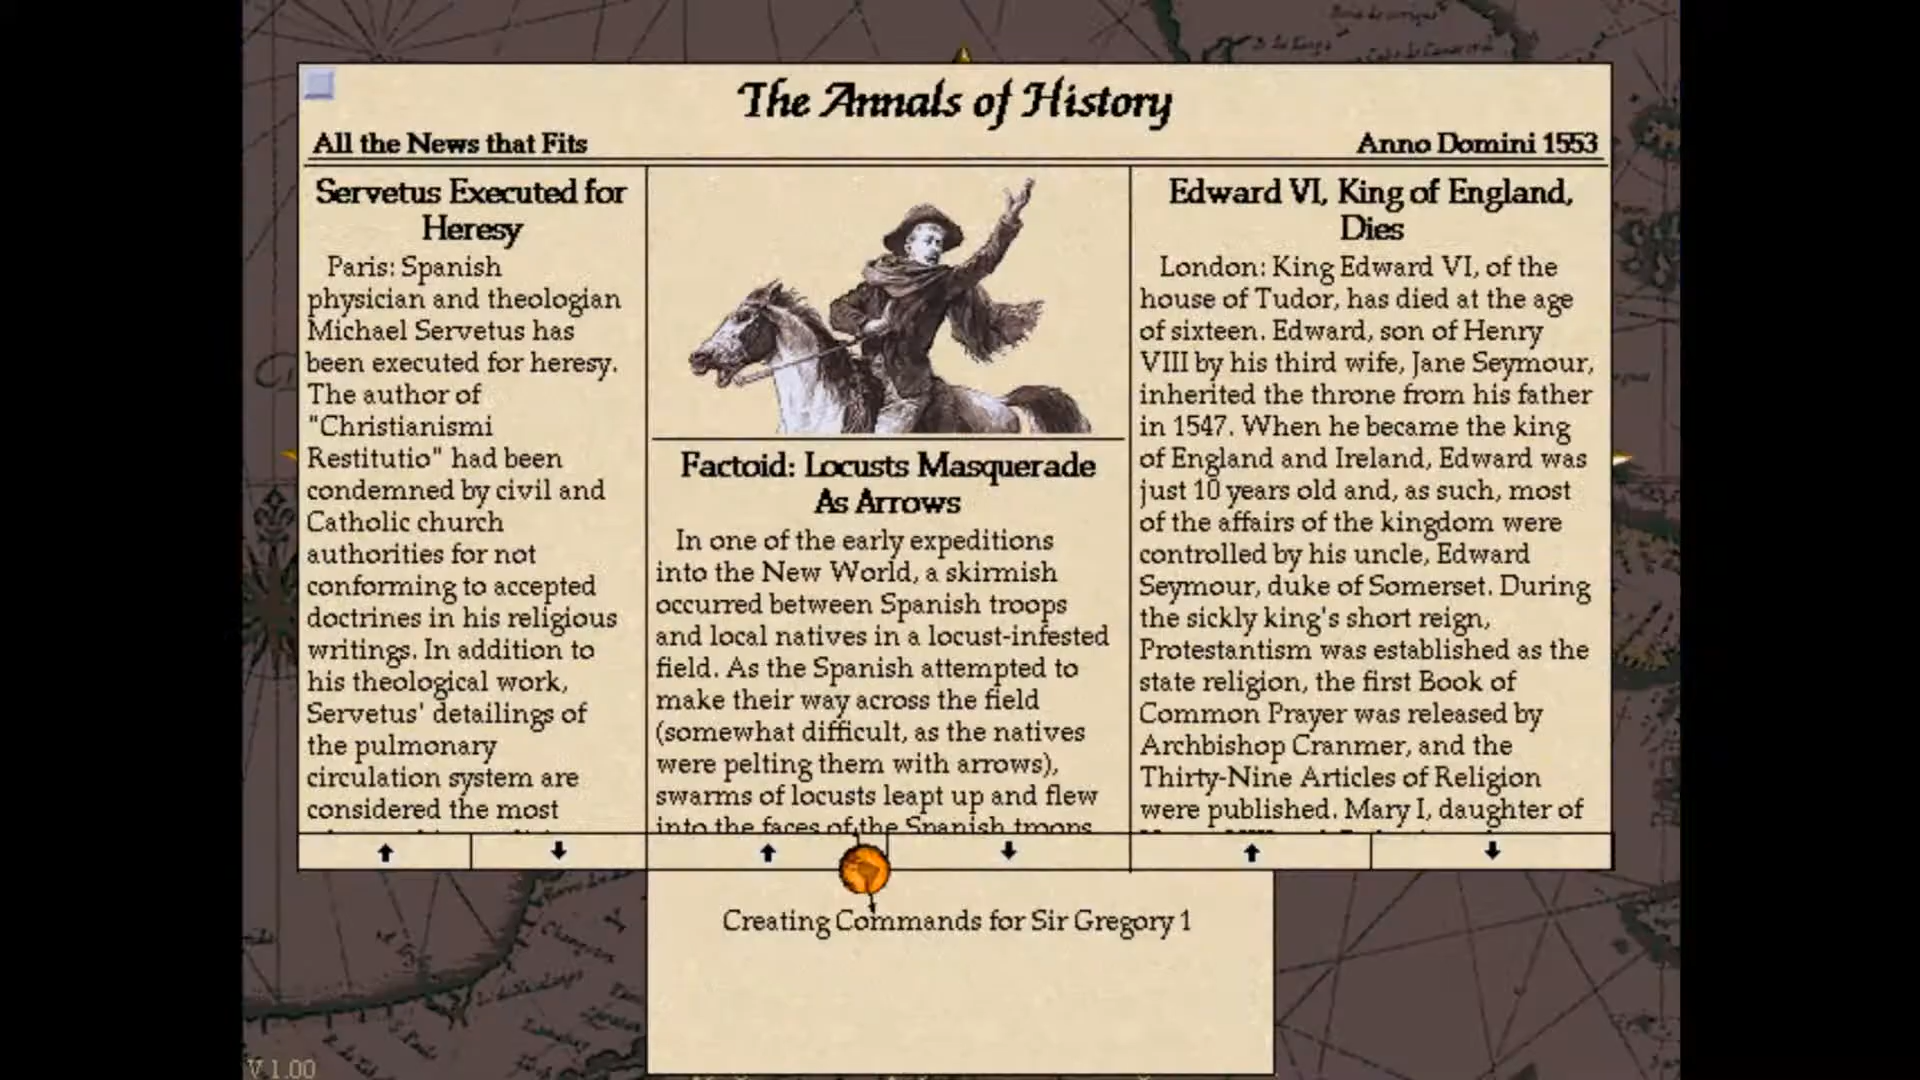 The Annals of History
All the News that Fits
Anno Domini 1553
Servetus Executed for
Heresy
Paris: Spanish
physician and theologian
Michael Servetus has
been executed for heresy.
The author of
"Christianismi
Restitutio" had been
condemned by civil and
Catholic church
authorities for not
conforming to accepted
doctrines in his religious
writings. In addition to
his theological work,
Servetus' detailings of
the pulmonary
circulation system are
considered the most
Factoid: Locusts Masquerade
As Arrows
In one of the early expeditions
into the New World, a skirmish
occurred between Spanish troops
and local natives in a locust-infested
field. As the Spanish attempted to
make their way across the field
(somewhat difficult, as the natives
were pelting them with arrows),
swarms of locusts leapt up and flew
into the faces of the Spanish troops
Edward VI, King of England,
Dies
London: King Edward VI, of the
house of Tudor, has died at the age
of sixteen. Edward, son of Henry
VIII by his third wife, Jane Seymour,
inherited the throne from his father
in 1547. When he became the king
of England and Ireland, Edward was
just 10 years old and, as such, most
of the affairs of the kingdom were
controlled by his uncle, Edward
Seymour, duke of Somerset. During
the sickly king's short reign,
Protestantism was established as the
state religion, the first Book of
Common Prayer was released by
Archbishop Cranmer, and the
Thirty-Nine Articles of Religion
were published. Mary I, daughter of
Creating Commands for Sir Gregory 1
V 1.00